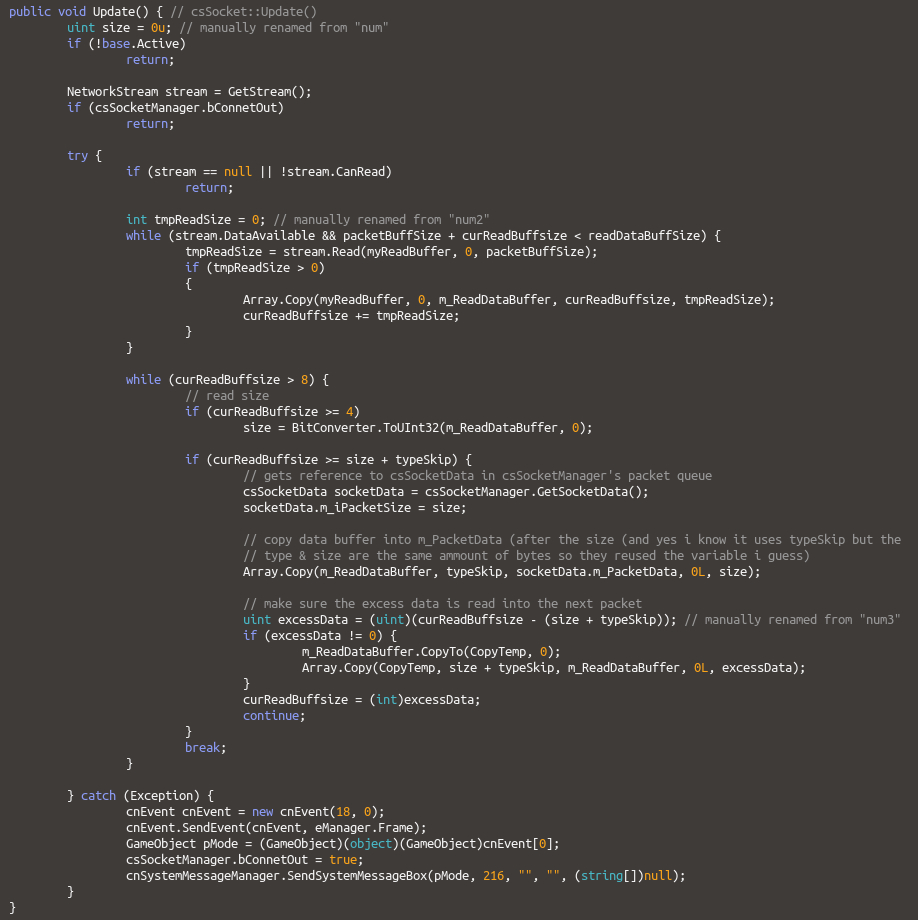 public void Update() { // csSocket::Update()
uint size = 0u; // manually renamed from "num"
if (!base.Active)
return;
NetworkStream stream = GetStream();
if (csSocketManager.bConnetOut)
return;
try {
if (stream == null || !stream.CanRead)
return;
int tmpReadSize = 0; // manually renamed from "num2"
while (stream.DataAvailable && packetBuffSize + curReadBuffsize < readDataBuffSize) {
tmpReadSize = stream.Read(myReadBuffer, 0, packetBuffSize);
if (tmpReadSize > 0)
{
Array.Copy(myReadBuffer, 0, m_ReadDataBuffer, curReadBuffsize, tmpReadSize);
curReadBuffsize += tmpReadSize;
}
}
while (curReadBuffsize > 8) {
// read size
if (curReadBuffsize >= 4)
size = BitConverter.ToUInt32(m_ReadDataBuffer, 0);
if (curReadBuffsize >= size + typeSkip) {
// gets reference to csSocketData in csSocketManager's packet queue
csSocketData socketData = csSocketManager.GetSocketData();
socketData.m_iPacketSize = size;
// copy data buffer into m_PacketData (after the size (and yes i know it uses typeSkip but the
// type & size are the same ammount of bytes so they reused the variable i guess)
Array.Copy(m_ReadDataBuffer, typeSkip, socketData.m_PacketData, 0L, size);
// make sure the excess data is read into the next packet
uint excessData = (uint)(curReadBuffsize - (size + typeSkip)); // manually renamed from "num3"
if (excessData != 0) {
m_ReadDataBuffer.CopyTo(CopyTemp, 0);
Array.Copy(CopyTemp, size + typeSkip, m_ReadDataBuffer, 0L, excessData);
}
curReadBuffsize = (int)excessData;
continue;
}
break;
}
} catch (Exception) {
cnEvent cnEvent = new cnEvent(18, 0);
cnEvent.SendEvent(cnEvent, eManager.Frame);
GameObject pMode = (GameObject)(object)(GameObject)cnEvent[0];
csSocketManager.bConnetOut = true;
cnSystemMessageManager.SendSystemMessageBox(pMode, 216, "", "", (string[])null);
}
}